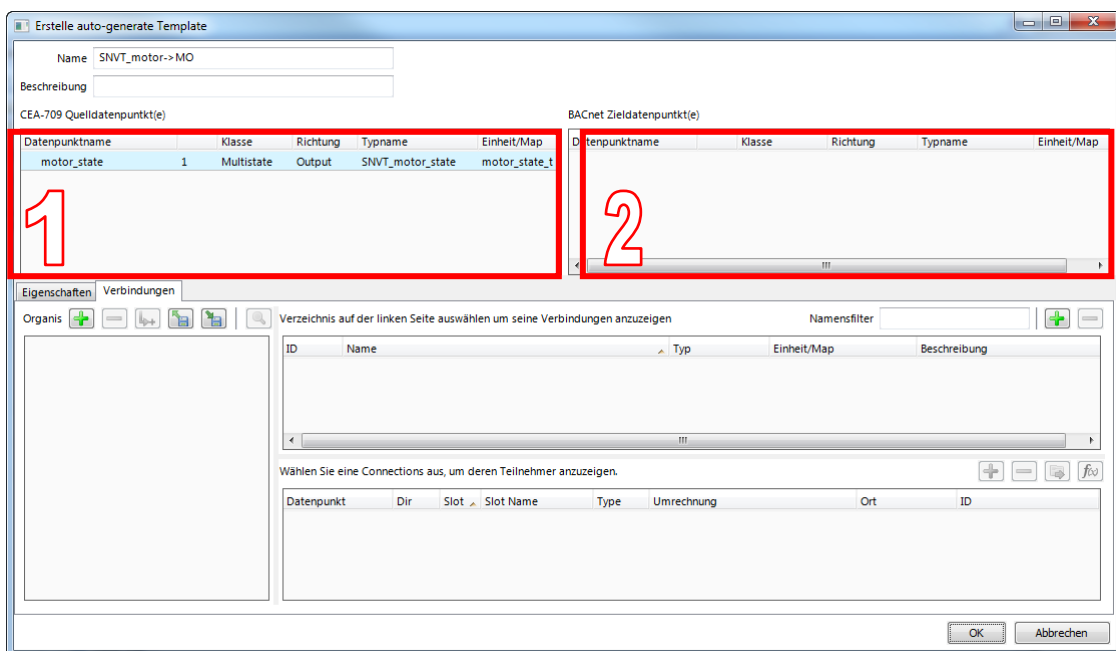 Erstelle auto-generate Template
Name SNVT_motor->MO
Beschreibung
CEA-709 Quelldatenpuntkt(e) BACnet Zieldatenpuntkt(e)
Datenpunktname Klasse Richtung Typname Einheit/Map Datenpunktname Klasse Richtung Typname Einheit/Map
motor_state 1 Multistate Output SNVT_motor_state motor_state_t
1 2
Eigenschaften Verbindungen
Organis Verzeichnis auf der linken Seite auswählen um seine Verbindungen anzuzeigen Namensfilter
ID Name Typ Einheit/Map Beschreibung
Wählen Sie eine Connections aus, um deren Teilnehmer anzuzeigen. f(x)
Datenpunkt Dir Slot Slot Name Type Umrechnung Ort ID
OK Abbrechen